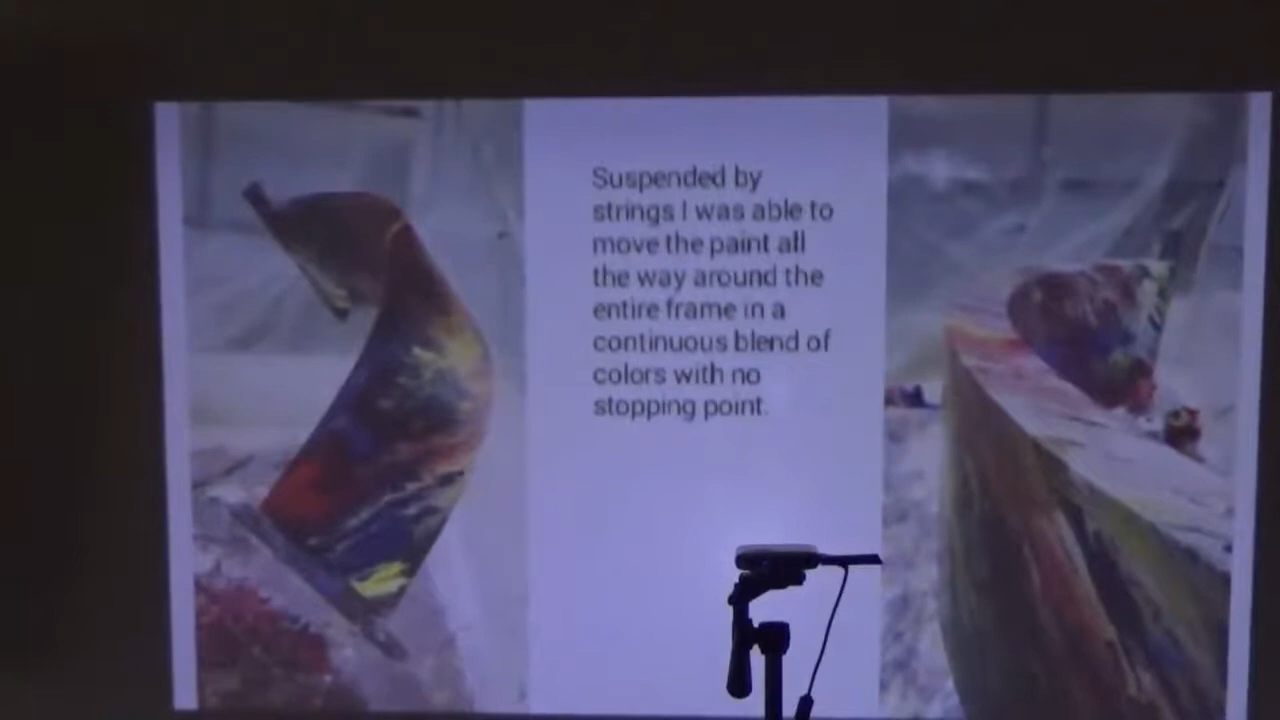 Suspended by
strings I was able to
move the paint all
the way around the
entire frame in a
continuous blend of
colors with no
stopping point.